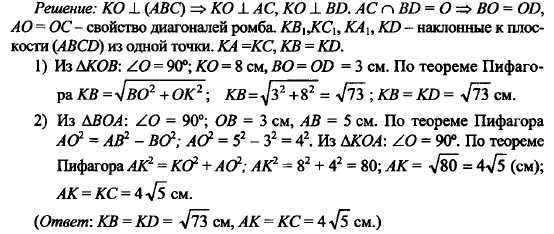 Решение: KO ⊥ (ABC) ⇒ KO ⊥ AC, KO ⊥ BD. AC ∩ BD = O ⇒ BO = OD,
AO = OC – свойство диагоналей ромба. KB₁,KC₁, KA₁, KD – наклонные к плос-
кости (ABCD) из одной точки. KA =KC, KB = KD.
1) Из ΔKOB: ∠O = 90°; KO = 8 см, BO = OD = 3 см. По теореме Пифаго-
ра KB = √(BO² + OK²); KB = √(3² + 8²) = √73 ; KB = KD = √73 см.
2) Из ΔBOA: ∠O = 90°; OB = 3 см, AB = 5 см. По теореме Пифагора
AO² = AB² – BO²; AO² = 5² – 3² = 4². Из ΔKOA: ∠O = 90°. По теореме
Пифагора AK² = KO² + AO²; AK² = 8² + 4² = 80; AK = √80 = 4√5 (см);
AK = KC = 4√5 см.
(Ответ: KB = KD = √73 см, AK = KC = 4√5 см.)